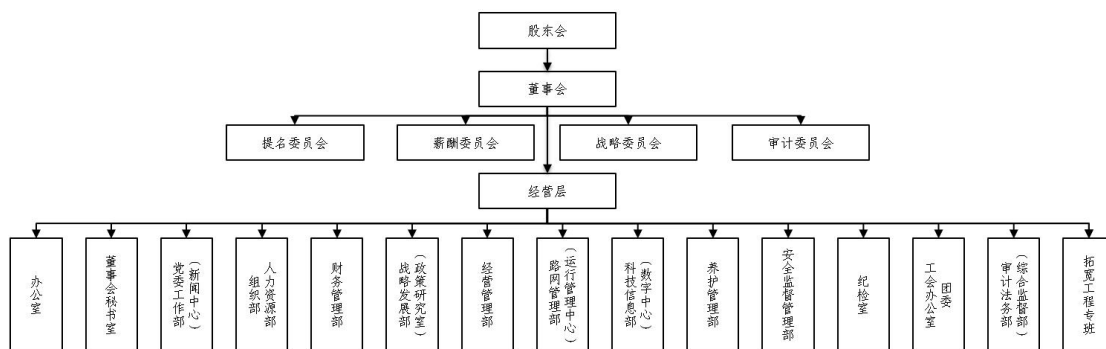 股东会
董事会
提名委员会
薪酬委员会
战略委员会
审计委员会
经营层
办公室
董事会秘书室
党委工作部
（新闻中心）
人力资源部
组织部
财务管理部
战略发展部
（政策研究室）
经营管理部
路网管理部
（运行管理中心）
科技信息部
（数字中心）
养护管理部
安全监督管理部
纪检室
团委
工会办公室
审计法务部
（综合监督部）
拓宽工程专班